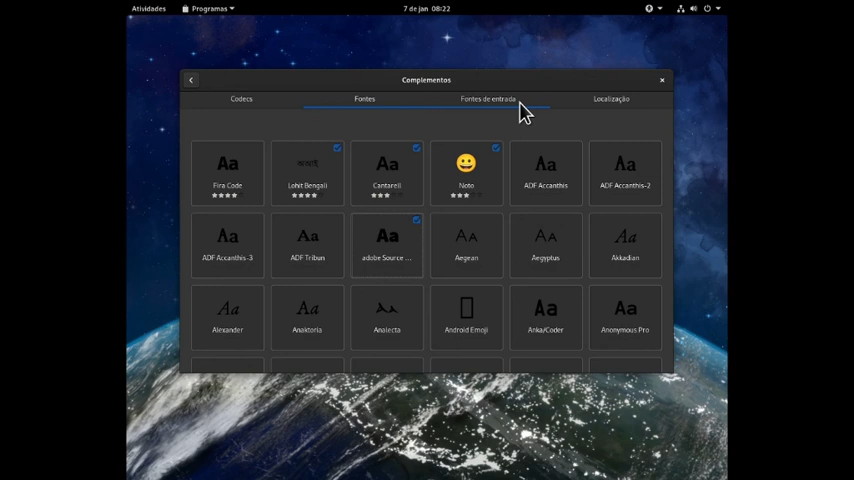 Atividades
Programas
7 de jan 08:22
Complementos
Codecs
Fontes
Fontes de entrada
Localização
Aa
Fira Code
Lohit Bengali
Aa
Cantarell
Noto
Aa
ADF Accanthis
Aa
ADF Accanthis-2
Aa
ADF Accanthis-3
Aa
ADF Tribun
Aa
adobe Source ...
Aa
Aegean
Aa
Aegyptus
Aa
Akkadian
Aa
Alexander
Aa
Anaktoria
Analecta
Android Emoji
Aa
Anka/Coder
Aa
Anonymous Pro